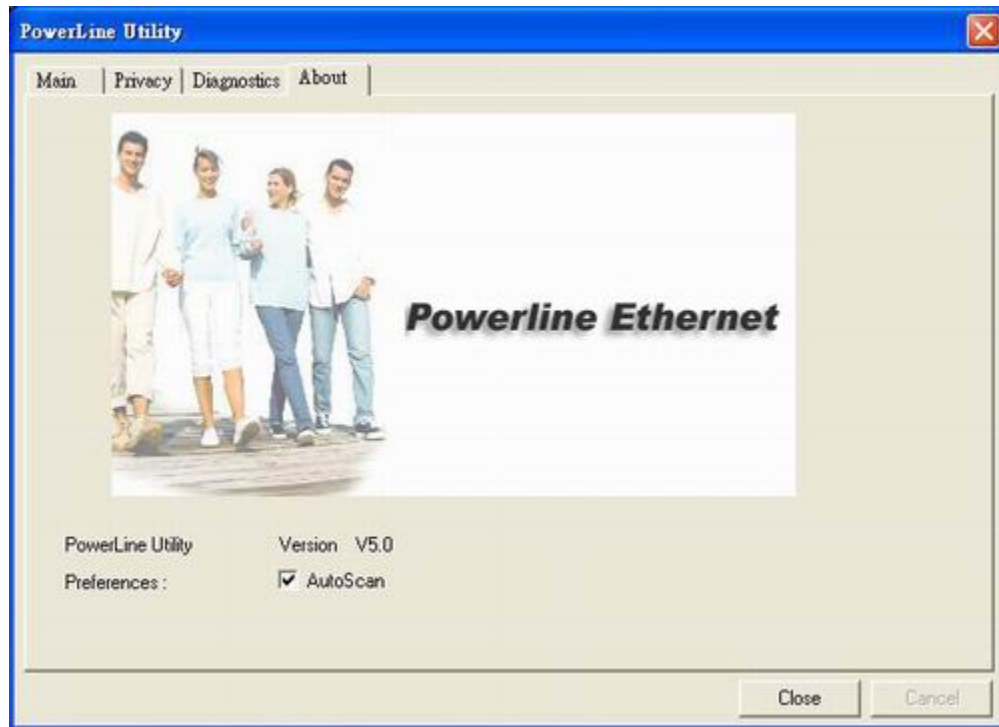 PowerLine Utility
Main Privacy Diagnostics About
Powerline Ethernet
PowerLine Utility Version V5.0
Preferences : AutoScan
Close Cancel